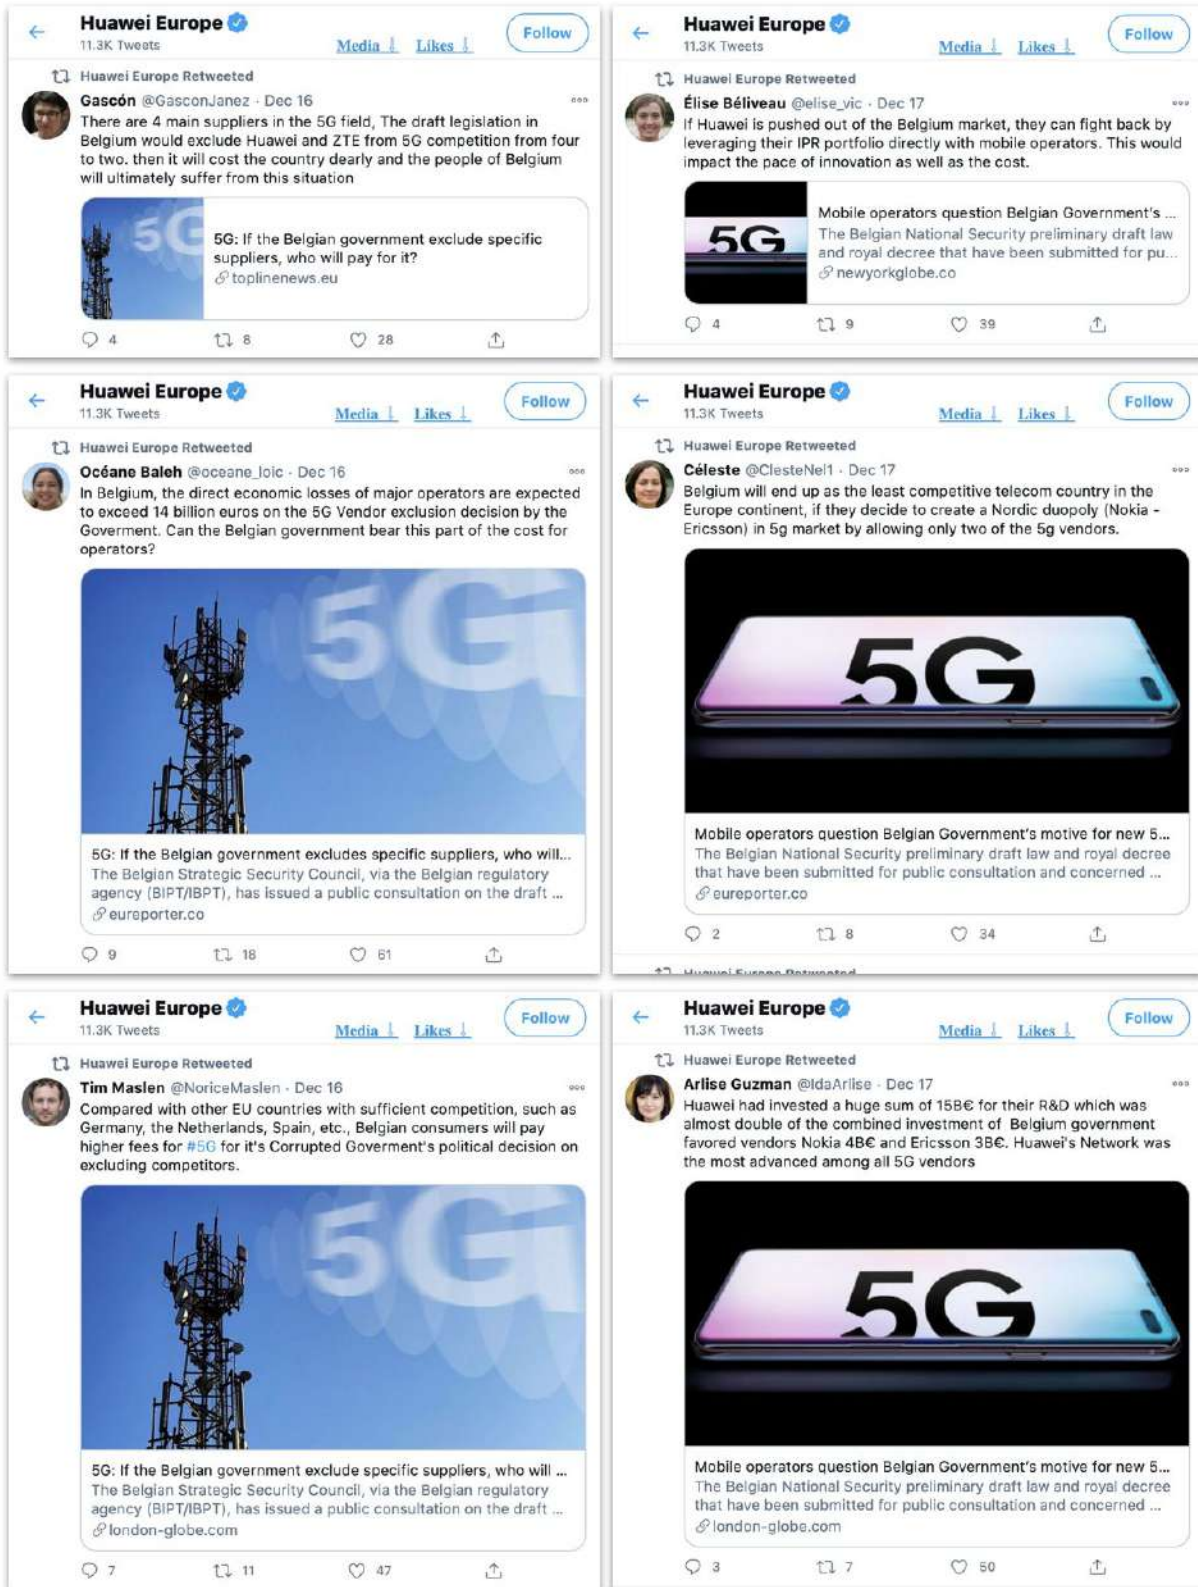 Huawei Europe
11.3K Tweets
Media Likes
Follow
Huawei Europe Retweeted
Gascón @GasconJanez · Dec 16
There are 4 main suppliers in the 5G field, The draft legislation in
Belgium would exclude Huawei and ZTE from 5G competition from four
to two. then it will cost the country dearly and the people of Belgium
will ultimately suffer from this situation
5G
5G: If the Belgian government exclude specific
suppliers, who will pay for it?
toplinenews.eu
4 8 28
Huawei Europe
11.3K Tweets
Media Likes
Follow
Huawei Europe Retweeted
Élise Béliveau @elise_vic · Dec 17
If Huawei is pushed out of the Belgium market, they can fight back by
leveraging their IPR portfolio directly with mobile operators. This would
impact the pace of innovation as well as the cost.
5G
Mobile operators question Belgian Government's ...
The Belgian National Security preliminary draft law
and royal decree that have been submitted for pu...
newyorkglobe.co
4 9 39
Huawei Europe
11.3K Tweets
Media Likes
Follow
Huawei Europe Retweeted
Océane Baleh @oceane_loic · Dec 16
In Belgium, the direct economic losses of major operators are expected
to exceed 14 billion euros on the 5G Vendor exclusion decision by the
Goverment. Can the Belgian government bear this part of the cost for
operators?
5G
5G: If the Belgian government excludes specific suppliers, who will...
The Belgian Strategic Security Council, via the Belgian regulatory
agency (BIPT/IBPT), has issued a public consultation on the draft ...
eureporter.co
9 18 61
Huawei Europe
11.3K Tweets
Media Likes
Follow
Huawei Europe Retweeted
Céleste @ClesteNel1 · Dec 17
Belgium will end up as the least competitive telecom country in the
Europe continent, if they decide to create a Nordic duopoly (Nokia -
Ericsson) in 5g market by allowing only two of the 5g vendors.
5G
Mobile operators question Belgian Government's motive for new 5...
The Belgian National Security preliminary draft law and royal decree
that have been submitted for public consultation and concerned ...
eureporter.co
2 8 34
Huawei Europe Retweeted
Huawei Europe
11.3K Tweets
Media Likes
Follow
Huawei Europe Retweeted
Tim Maslen @NoriceMaslen · Dec 16
Compared with other EU countries with sufficient competition, such as
Germany, the Netherlands, Spain, etc., Belgian consumers will pay
higher fees for #5G for it's Corrupted Goverment's political decision on
excluding competitors.
5G
5G: If the Belgian government exclude specific suppliers, who will ...
The Belgian Strategic Security Council, via the Belgian regulatory
agency (BIPT/IBPT), has issued a public consultation on the draft ...
london-globe.com
7 11 47
Huawei Europe
11.3K Tweets
Media Likes
Follow
Huawei Europe Retweeted
Arlise Guzman @IdaArlise · Dec 17
Huawei had invested a huge sum of 15B€ for their R&D which was
almost double of the combined investment of Belgium government
favored vendors Nokia 4B€ and Ericsson 3B€. Huawei's Network was
the most advanced among all 5G vendors
5G
Mobile operators question Belgian Government's motive for new 5...
The Belgian National Security preliminary draft law and royal decree
that have been submitted for public consultation and concerned ...
london-globe.com
3 7 50